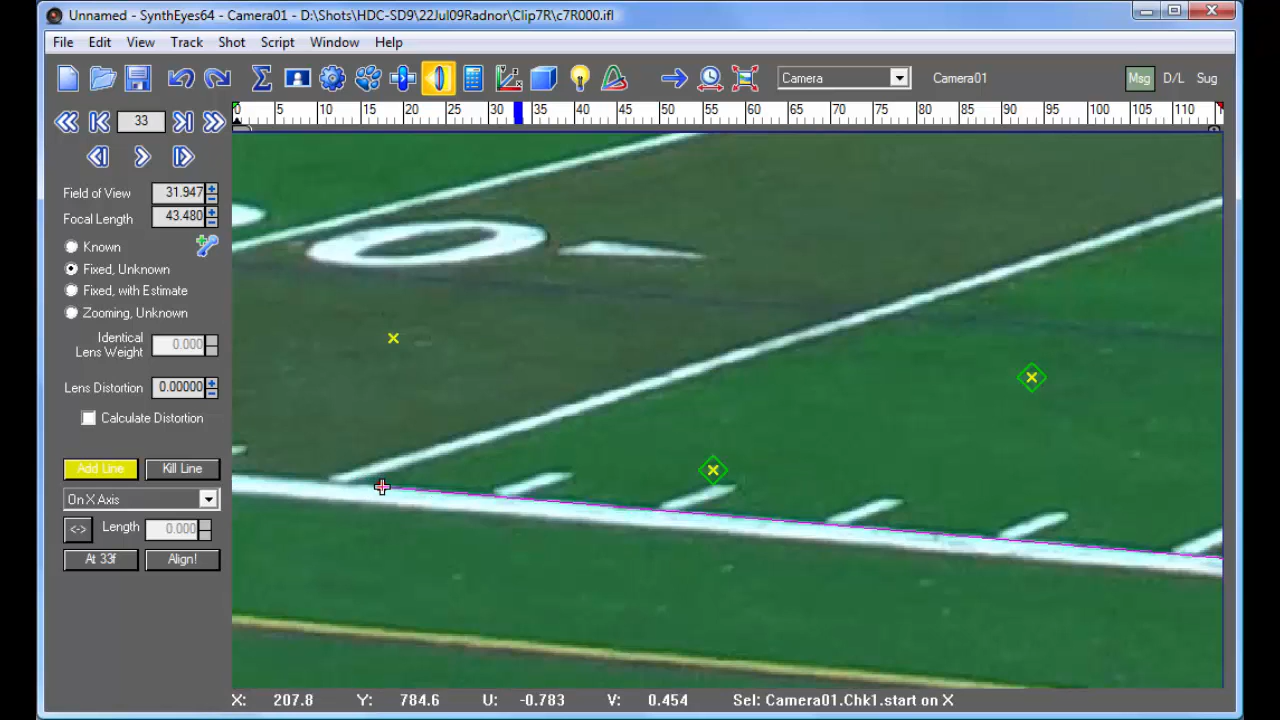 Unnamed - SynthEyes64 - Camera01 - D:\Shots\HDC-SD9\22Jul09Radnor\Clip7R\c7R000.ifl
File Edit View Track Shot Script Window Help
Camera Camera01 Msg D/L Sug
33 0 5 10 15 20 25 30 35 40 45 50 55 60 65 70 75 80 85 90 95 100 105 110
Field of View 31.947
Focal Length 43.480
Known
Fixed, Unknown
Fixed, with Estimate
Zooming, Unknown
Identical
Lens Weight 0.000
Lens Distortion 0.00000
Calculate Distortion
Add Line Kill Line
On X Axis
<-> Length 0.000
At 33f Align!
0
X: 207.8 Y: 784.6 U: -0.783 V: 0.454 Sel: Camera01.Chk1.start on X